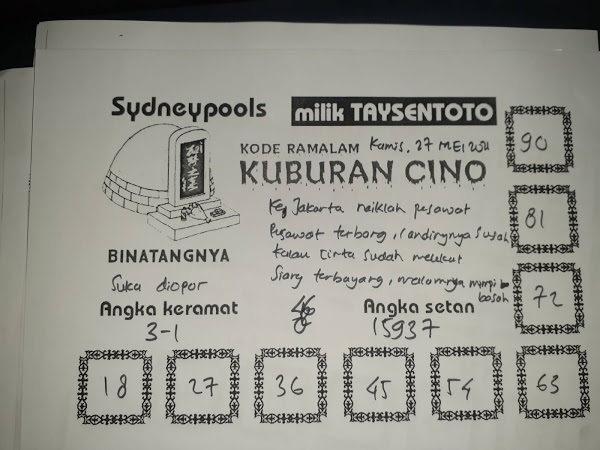 Sydneypools milik TAYSENTOTO
KODE RAMALAM Kamis, 27 MEI 2021
KUBURAN CINO
Ke Jakarta naiklah pesawat
Pesawat terbang, landingnya susah
Kalau Cinta sudah melekat
Siang terbayang, malamnya mimpi basah
BINATANGNYA
Suka diopor
Angka keramat
3-1
Angka setan
15937
90
81
72
18 27 36 45 54 63